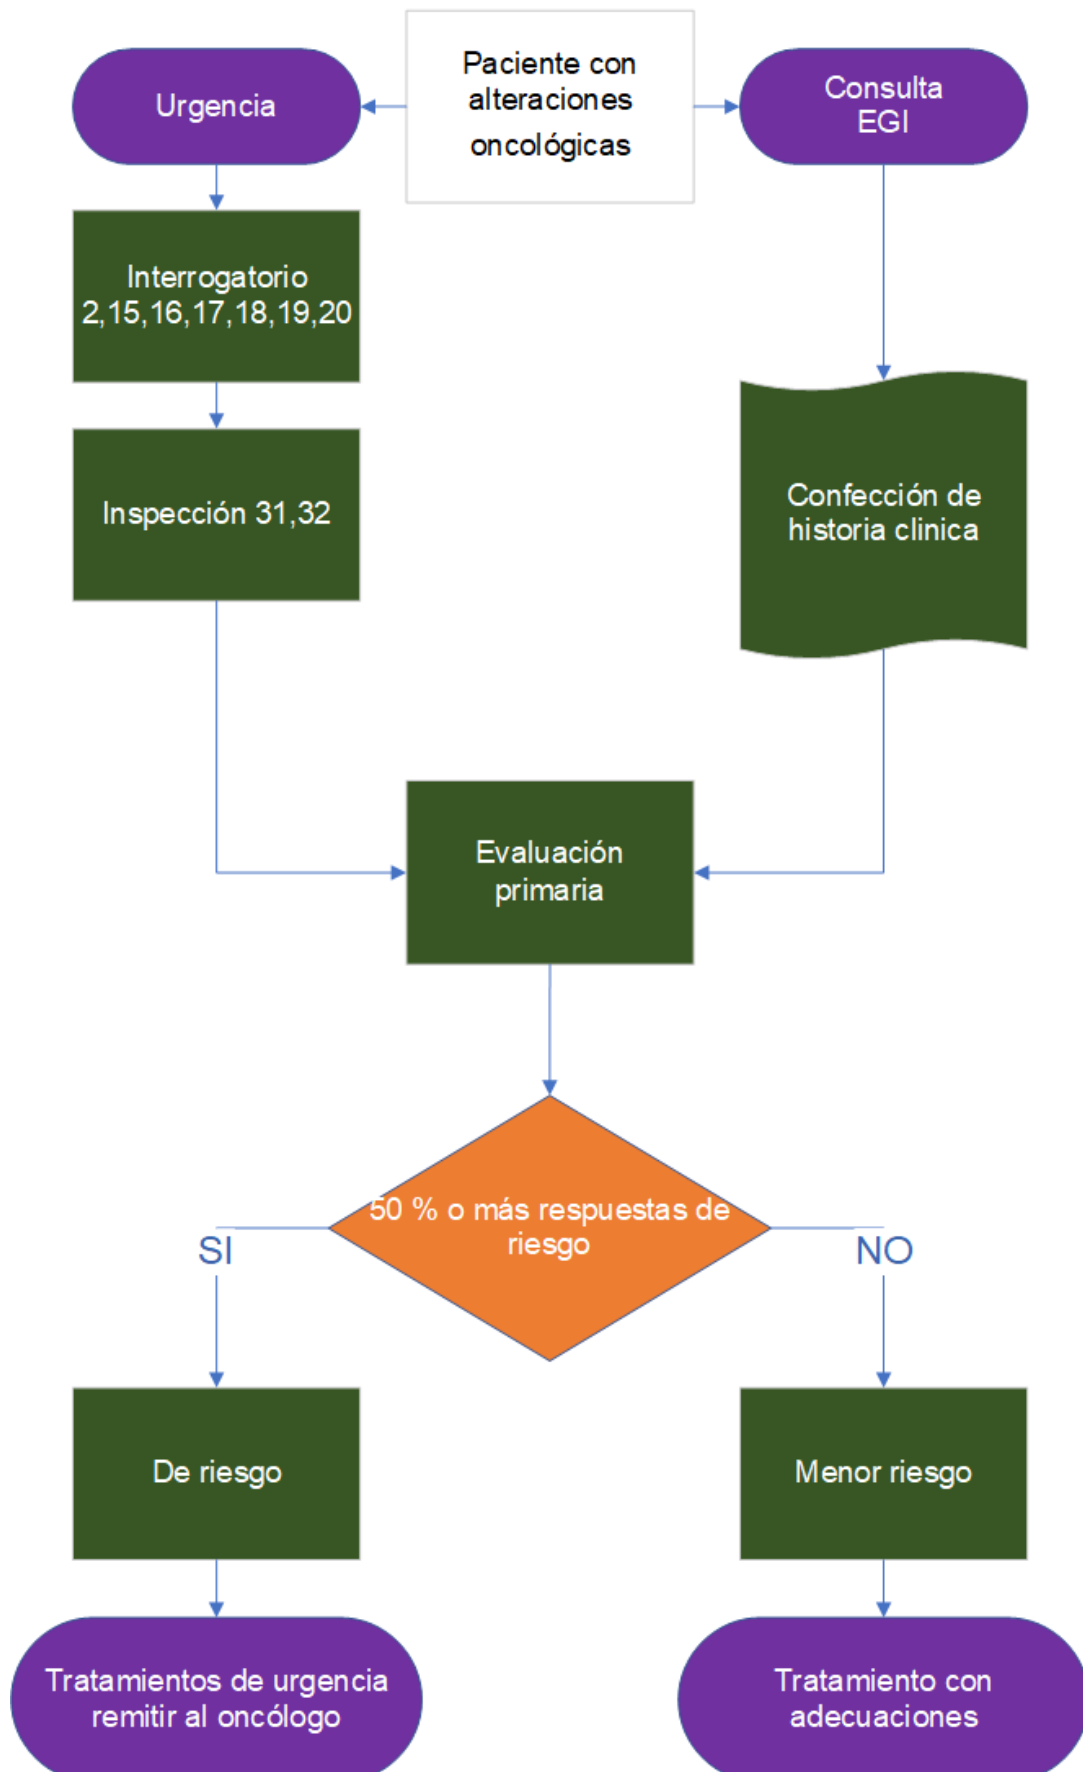 Paciente con
alteraciones
oncológicas
Urgencia
Consulta
EGI
Interrogatorio
2,15,16,17,18,19,20
Inspección 31,32
Confección de
historia clinica
Evaluación
primaria
50 % o más respuestas de
riesgo
SI
NO
De riesgo
Menor riesgo
Tratamientos de urgencia
remitir al oncólogo
Tratamiento con
adecuaciones